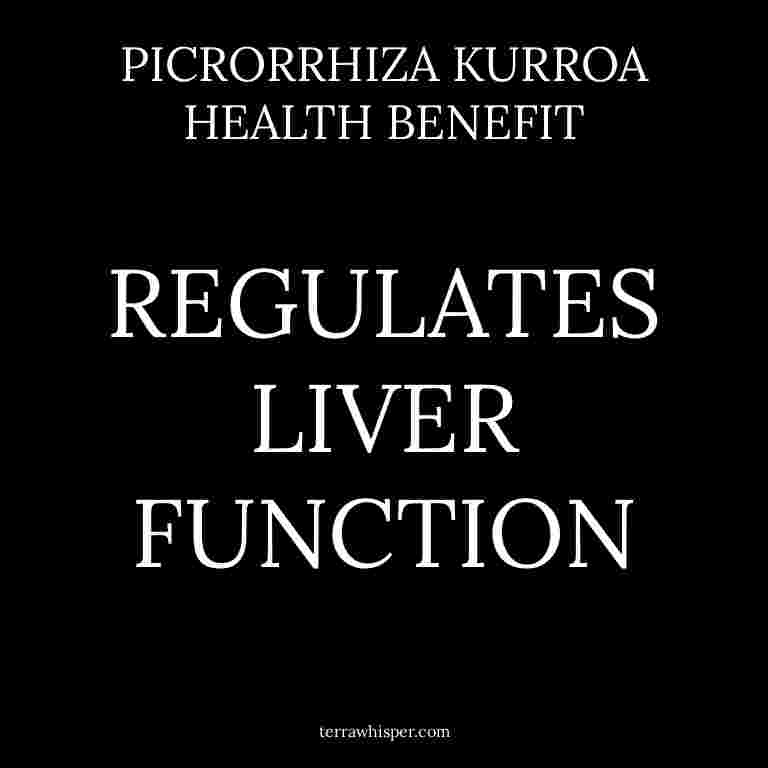 PICRORRHIZA KURROA
HEALTH BENEFIT
REGULATES
LIVER
FUNCTION
terrawhisper.com